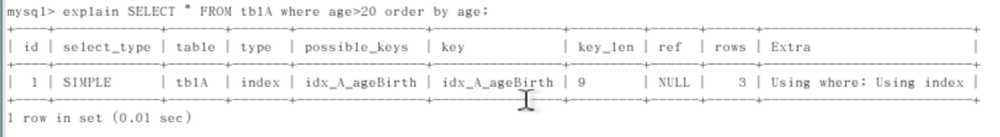 mysql> explain SELECT * FROM tblA where age>20 order by age;
+----+-------------+-------+-------+---------------+---------------+---------+------+------+--------------------------+
| id | select_type | table | type | possible_keys | key | key_len | ref | rows | Extra |
+----+-------------+-------+-------+---------------+---------------+---------+------+------+--------------------------+
| 1 | SIMPLE | tblA | index | idx_A_ageBirth | idx_A_ageBirth | 9 | NULL | 3 | Using where; Using index |
+----+-------------+-------+-------+---------------+---------------+---------+------+------+--------------------------+
1 row in set (0.01 sec)